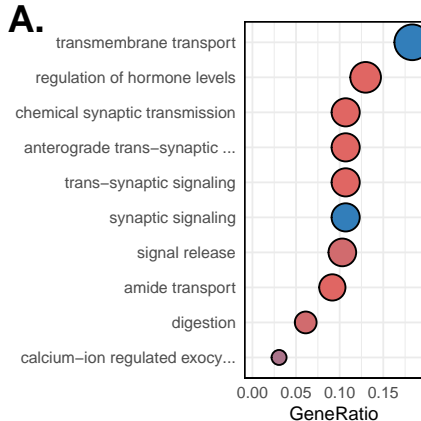 A.
transmembrane transport
regulation of hormone levels
chemical synaptic transmission
anterograde trans−synaptic ...
trans−synaptic signaling
synaptic signaling
signal release
amide transport
digestion
calcium−ion regulated exocy...
0.00 0.05 0.10 0.15
GeneRatio